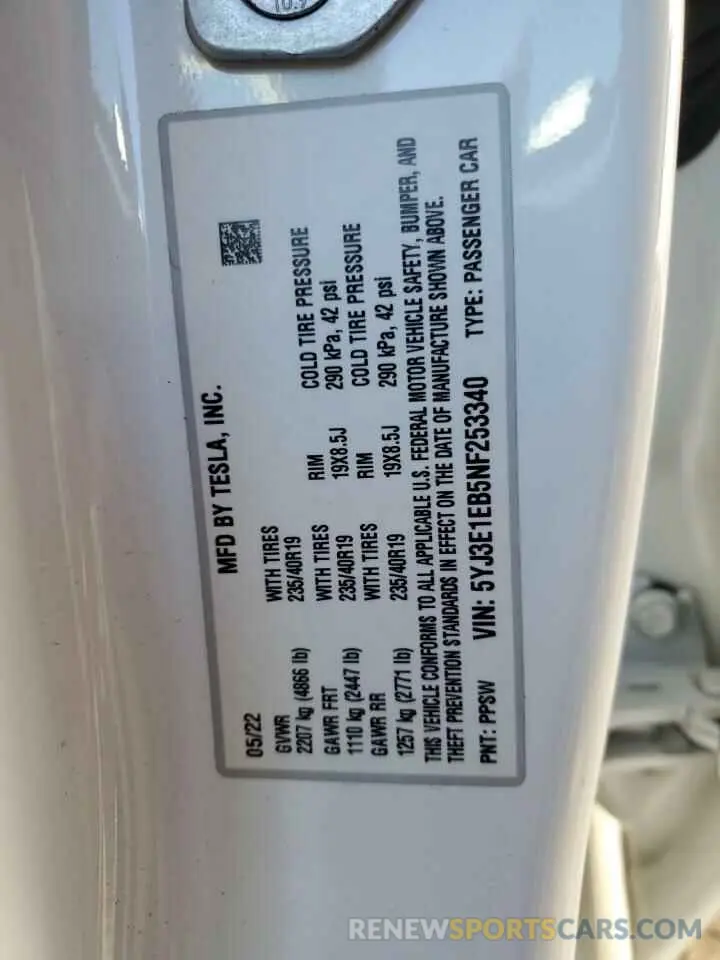 10.9
MFD BY TESLA, INC.
05/22
GVWR WITH TIRES RIM COLD TIRE PRESSURE
2207 kg (4866 lb) 235/40R19 19X8.5J 290 kPa, 42 psi
GAWR FRT WITH TIRES RIM COLD TIRE PRESSURE
1110 kg (2447 lb) 235/40R19 19X8.5J 290 kPa, 42 psi
GAWR RR WITH TIRES
1257 kg (2771 lb) 235/40R19
THIS VEHICLE CONFORMS TO ALL APPLICABLE U.S. FEDERAL MOTOR VEHICLE SAFETY, BUMPER, AND
THEFT PREVENTION STANDARDS IN EFFECT ON THE DATE OF MANUFACTURE SHOWN ABOVE.
PNT: PPSW VIN: 5YJ3E1EB5NF253340 TYPE: PASSENGER CAR
RENEWSPORTSCARS.COM